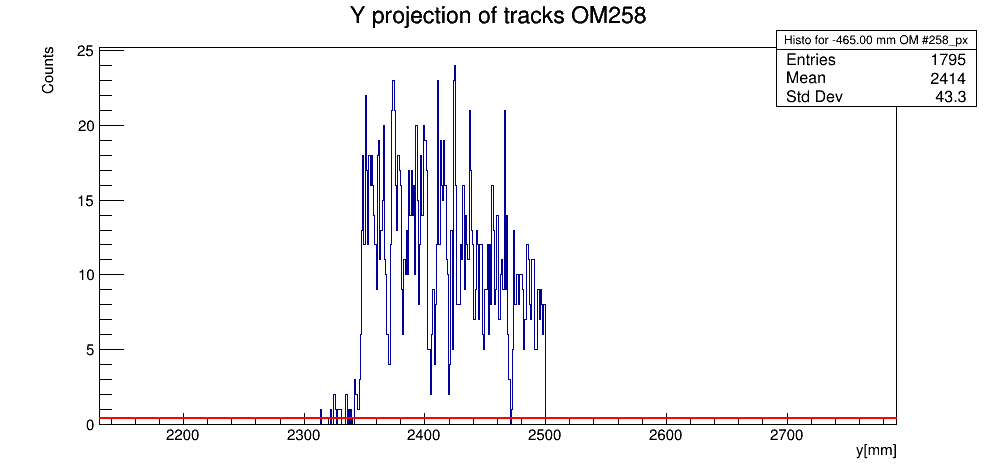 Y projection of tracks OM258
Histo for -465.00 mm OM #258_px
Entries 1795
Mean 2414
Std Dev 43.3
Counts
25
20
15
10
5
0
2200 2300 2400 2500 2600 2700
y[mm]